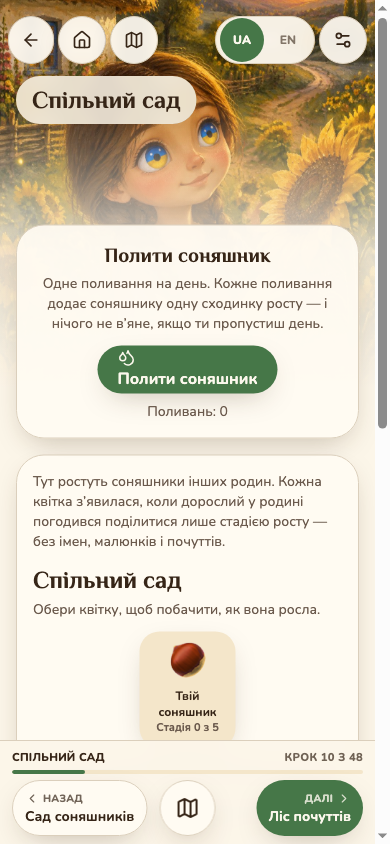 UA EN
Спільний сад
Полити соняшник
Одне поливання на день. Кожне поливання
додає соняшнику одну сходинку росту — і
нічого не в’яне, якщо ти пропустиш день.
Полити соняшник
Поливань: 0
Тут ростуть соняшники інших родин. Кожна
квітка з’явилася, коли дорослий у родині
погодився поділитися лише стадією росту —
без імен, малюнків і почуттів.
Спільний сад
Обери квітку, щоб побачити, як вона росла.
Твій
соняшник
Стадія 0 з 5
СПІЛЬНИЙ САД КРОК 10 З 48
НАЗАД
Сад соняшників
ДАЛІ
Ліс почуттів